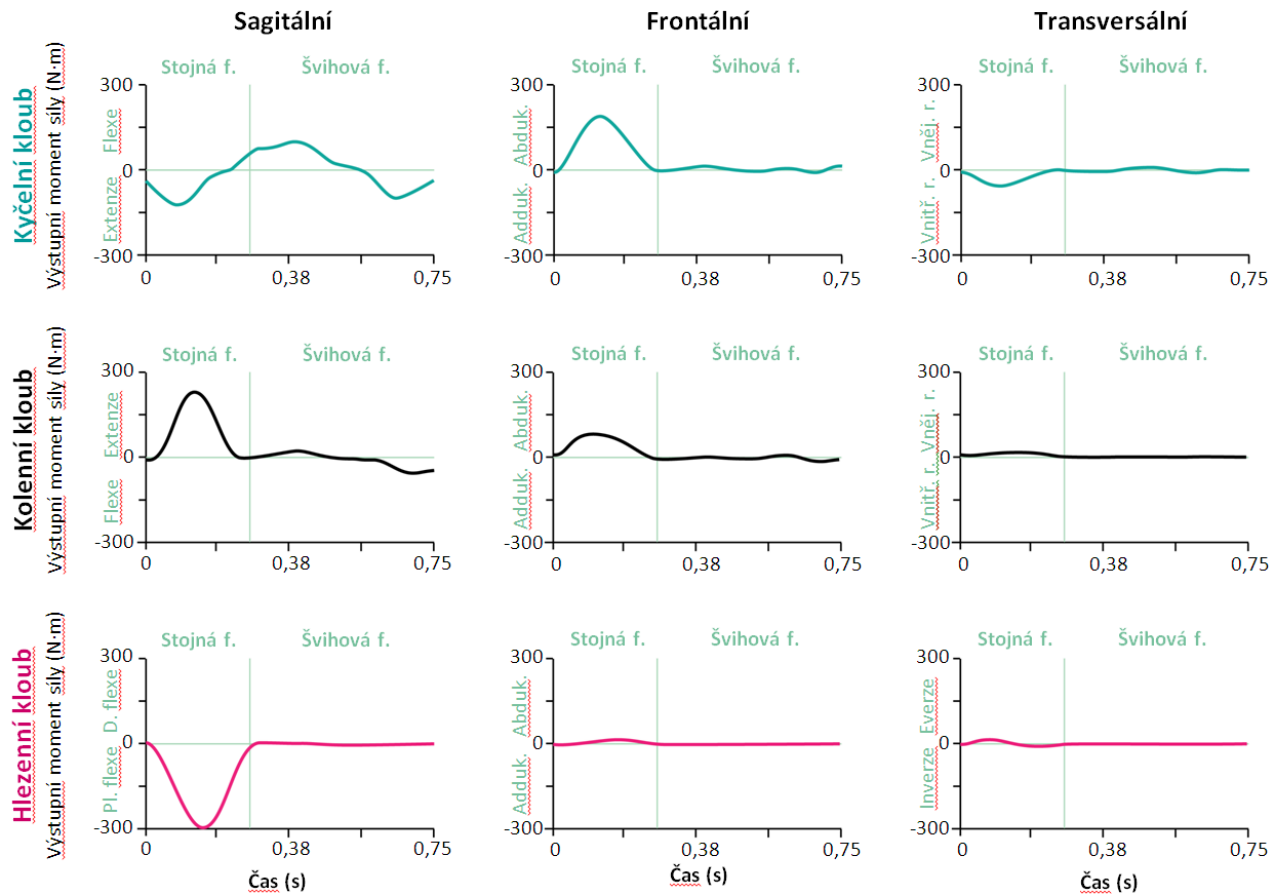 Sagitální
Frontální
Transversální
Kyčelní kloub
Výstupní moment síly (N·m)
Extenze Flexe
Stojná f. Švihová f.
300
0
-300
0 0,38 0,75
Adduk. Abduk.
Stojná f. Švihová f.
300
0
-300
0 0,38 0,75
Vnitř. r. Vněj. r.
Stojná f. Švihová f.
300
0
-300
0 0,38 0,75
Kolenní kloub
Výstupní moment síly (N·m)
Flexe Extenze
Stojná f. Švihová f.
300
0
-300
0 0,38 0,75
Adduk. Abduk.
Stojná f. Švihová f.
300
0
-300
0 0,38 0,75
Vnitř. r. Vněj. r.
Stojná f. Švihová f.
300
0
-300
0 0,38 0,75
Hlezenní kloub
Výstupní moment síly (N·m)
Pl. flexe D. flexe
Stojná f. Švihová f.
300
0
-300
0 0,38 0,75
Čas (s)
Adduk. Abduk.
Stojná f. Švihová f.
300
0
-300
0 0,38 0,75
Čas (s)
Inverze Everze
Stojná f. Švihová f.
300
0
-300
0 0,38 0,75
Čas (s)